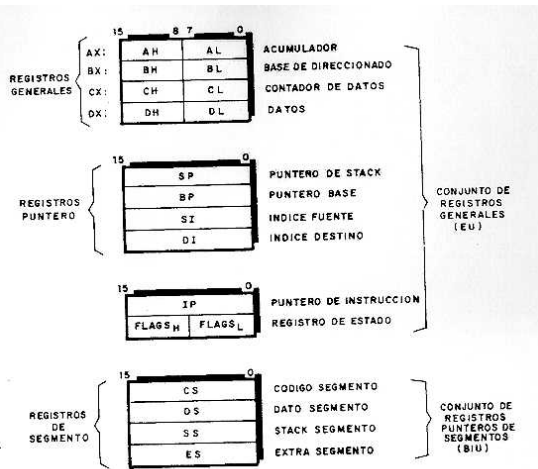 15 8 7 0
AX: AH AL ACUMULADOR
BX: BH BL BASE DE DIRECCIONADO
CX: CH CL CONTADOR DE DATOS
DX: DH DL DATOS
REGISTROS
GENERALES
15 0
SP PUNTERO DE STACK
BP PUNTERO BASE
SI INDICE FUENTE
DI INDICE DESTINO
REGISTROS
PUNTERO
CONJUNTO DE
REGISTROS
GENERALES
(EU)
15 0
IP PUNTERO DE INSTRUCCION
FLAGS H FLAGS L REGISTRO DE ESTADO
15 0
CS CODIGO SEGMENTO
DS DATO SEGMENTO
SS STACK SEGMENTO
ES EXTRA SEGMENTO
REGISTROS
DE
SEGMENTO
CONJUNTO DE
REGISTROS
PUNTEROS DE
SEGMENTOS
(BIU)